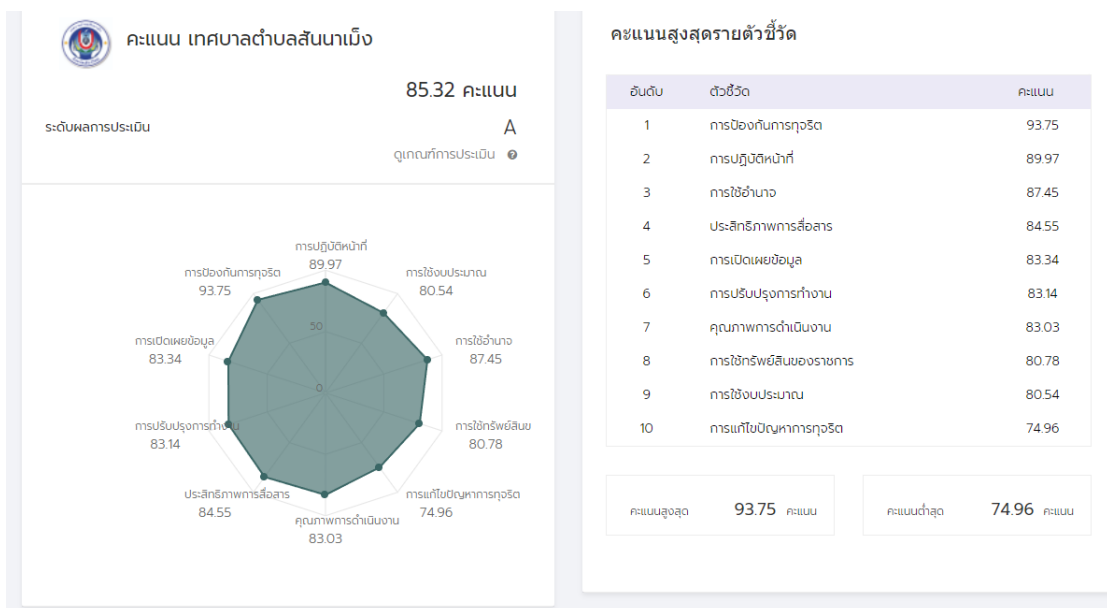 คะแนน เทศบาลตำบลสันนาเม็ง
85.32 คะแนน
ระดับผลการประเมิน A
ดูเกณฑ์การประเมิน
การปฏิบัติหน้าที่
89.97
การป้องกันการทุจริต
93.75
การใช้งบประมาณ
80.54
50
การเปิดเผยข้อมูล
83.34
การใช้อำนาจ
87.45
0
การปรับปรุงการทำงาน
83.14
การใช้ทรัพย์สินข
80.78
ประสิทธิภาพการสื่อสาร
84.55
การแก้ไขปัญหาการทุจริต
74.96
คุณภาพการดำเนินงาน
83.03
คะแนนสูงสุดรายตัวชี้วัด
อันดับ ตัวชี้วัด คะแนน
1 การป้องกันการทุจริต 93.75
2 การปฏิบัติหน้าที่ 89.97
3 การใช้อำนาจ 87.45
4 ประสิทธิภาพการสื่อสาร 84.55
5 การเปิดเผยข้อมูล 83.34
6 การปรับปรุงการทำงาน 83.14
7 คุณภาพการดำเนินงาน 83.03
8 การใช้ทรัพย์สินของราชการ 80.78
9 การใช้งบประมาณ 80.54
10 การแก้ไขปัญหาการทุจริต 74.96
คะแนนสูงสุด 93.75 คะแนน
คะแนนต่ำสุด 74.96 คะแนน